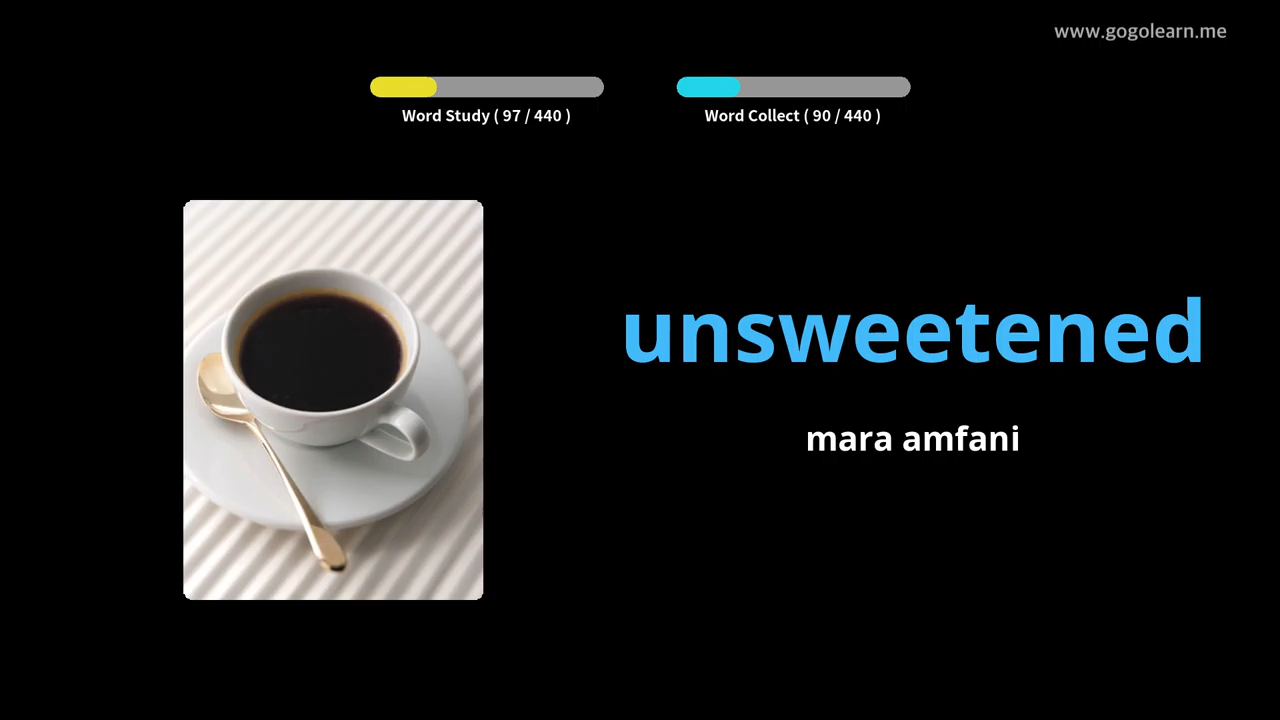 www.gogolearn.me
Word Study ( 97 / 440 )
Word Collect ( 90 / 440 )
unsweetened
mara amfani